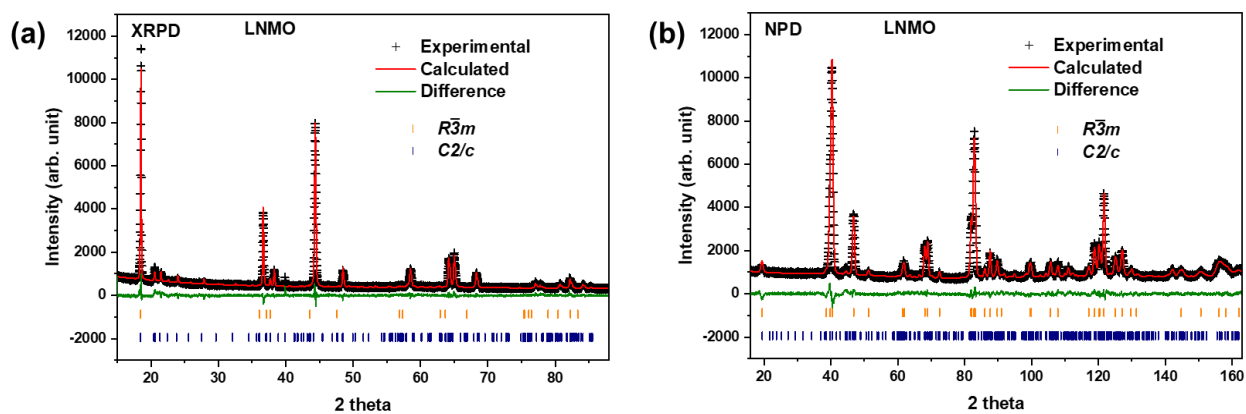 (a)
XRPD LNMO
+ Experimental
Calculated
Difference
R3̅m
C2/c
Intensity (arb. unit)
12000
10000
8000
6000
4000
2000
0
-2000
20 30 40 50 60 70 80
2 theta
(b)
NPD LNMO
+ Experimental
Calculated
Difference
R3̅m
C2/c
Intensity (arb. unit)
12000
10000
8000
6000
4000
2000
0
-2000
20 40 60 80 100 120 140 160
2 theta